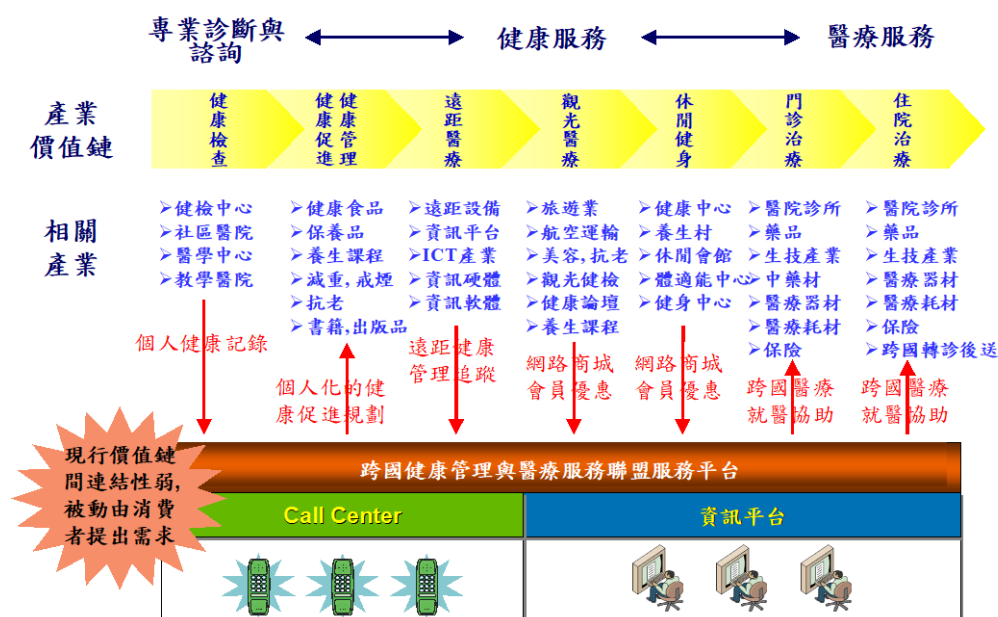 專業診斷與
諮詢
健康服務
醫療服務
產業
價值鏈
健康檢查
健康促進
健康管理
遠距醫療
觀光醫療
休閒健身
門診治療
住院治療
相關
產業
➢健檢中心
➢社區醫院
➢醫學中心
➢教學醫院
➢健康食品
➢保養品
➢養生課程
➢減重,戒煙
➢抗老
➢書籍,出版品
➢遠距設備
➢資訊平台
➢ICT產業
➢資訊硬體
➢資訊軟體
➢旅遊業
➢航空運輸
➢美容,抗老
➢觀光健檢
➢健康論壇
➢養生課程
➢健康中心
➢養生村
➢休閒會館
➢體適能中心
➢健身中心
➢醫院診所
➢藥品
➢生技產業
➢中藥材
➢醫療器材
➢醫療耗材
➢保險
➢醫院診所
➢藥品
➢生技產業
➢醫療器材
➢醫療耗材
➢保險
➢跨國轉診後送
個人健康記錄
個人化的健
康促進規劃
遠距健康
管理追蹤
網路商城
會員優惠
網路商城
會員優惠
跨國醫療
就醫協助
跨國醫療
就醫協助
現行價值鏈
間連結性弱,
被動由消費
者提出需求
跨國健康管理與醫療服務聯盟服務平台
Call Center
資訊平台